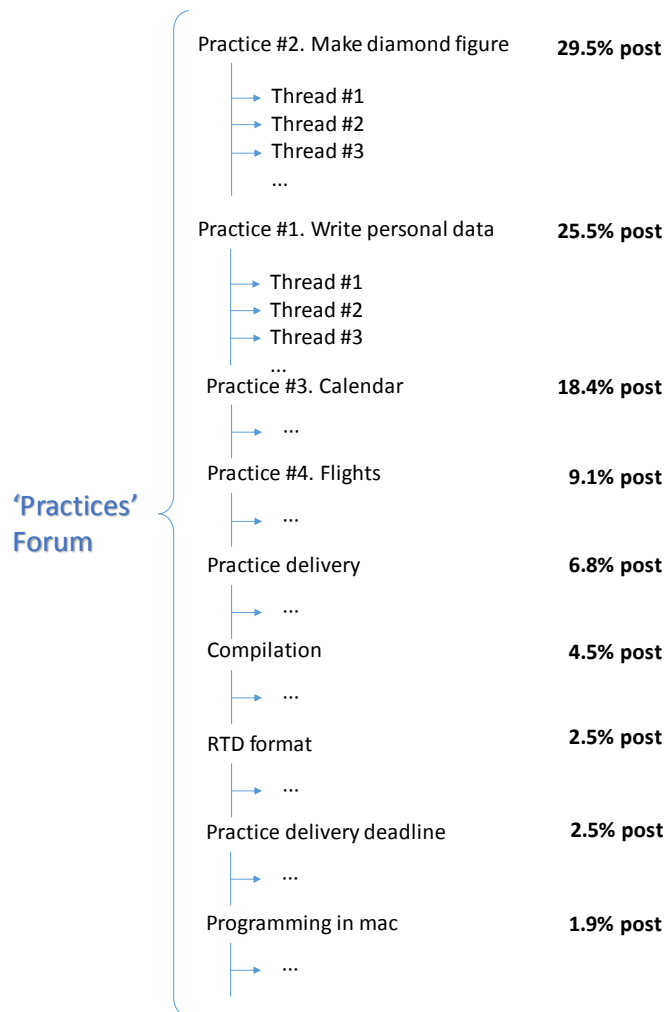 Practice #2. Make diamond figure 29.5% post
Thread #1
Thread #2
Thread #3
...
Practice #1. Write personal data 25.5% post
Thread #1
Thread #2
Thread #3
...
Practice #3. Calendar 18.4% post
...
Practice #4. Flights 9.1% post
...
‘Practices’
Forum
Practice delivery 6.8% post
...
Compilation 4.5% post
...
RTD format 2.5% post
...
Practice delivery deadline 2.5% post
...
Programming in mac 1.9% post
...